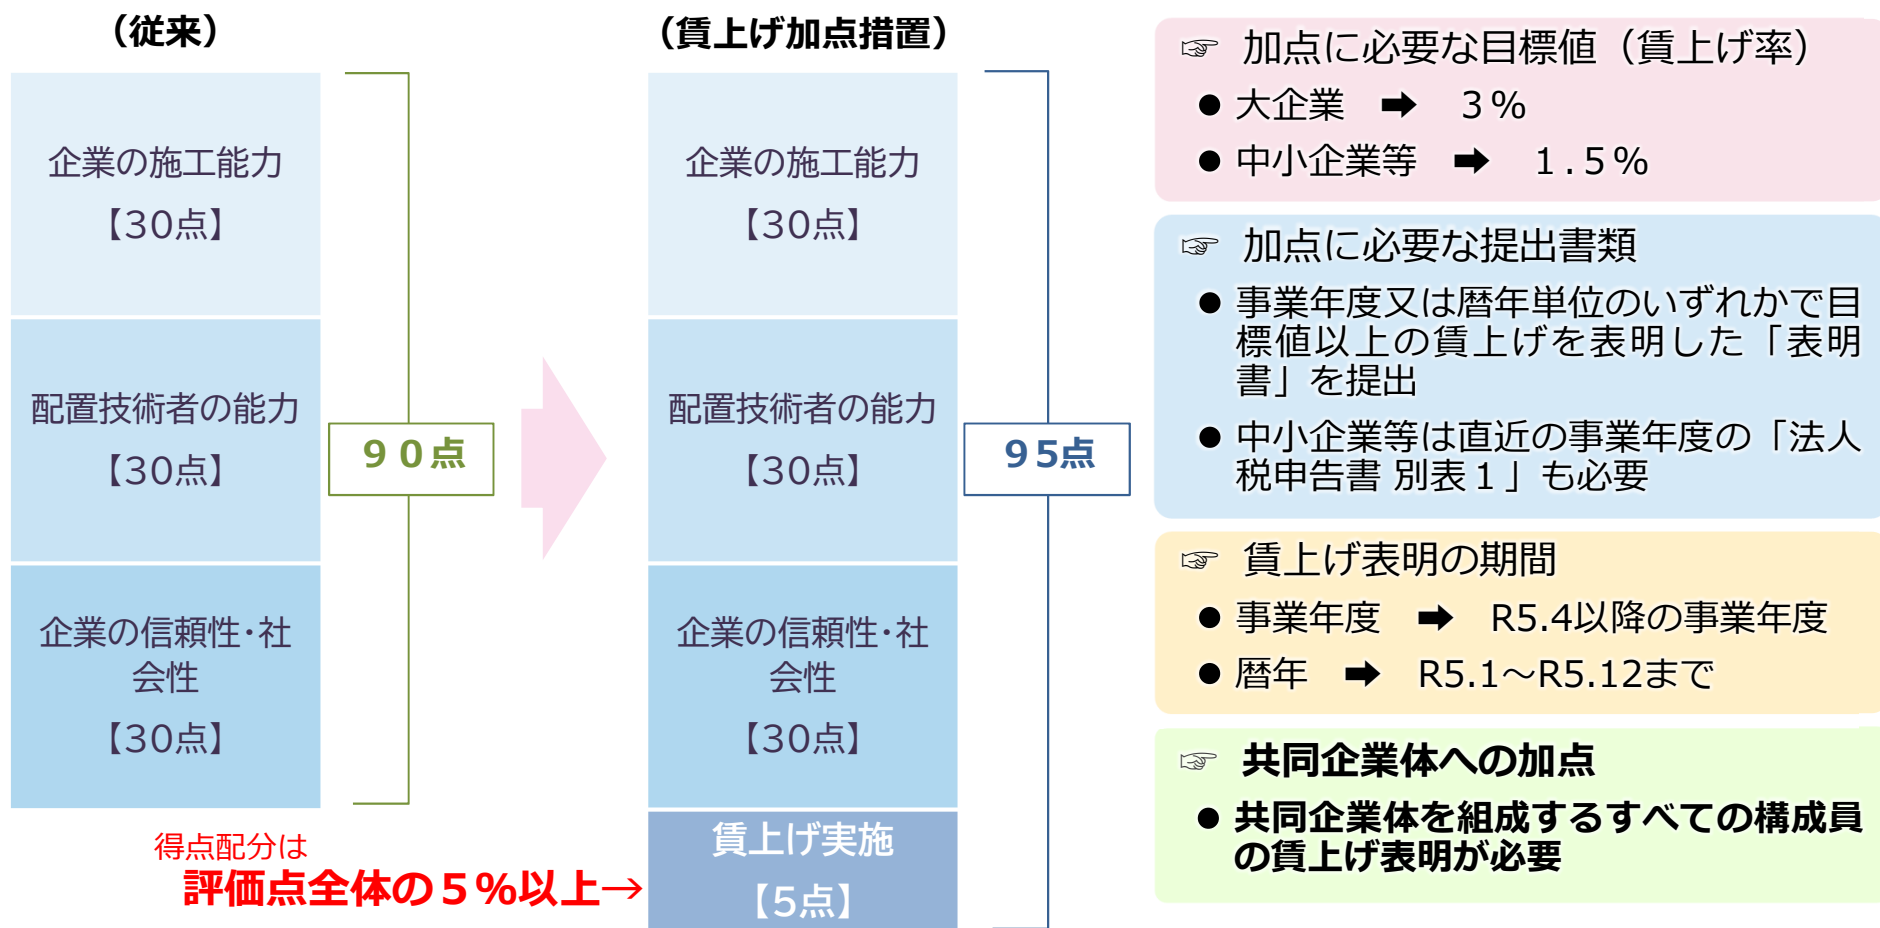 （従来）
企業の施工能力
【30点】
配置技術者の能力
【30点】
企業の信頼性・社
会性
【30点】
９０点
得点配分は
評価点全体の５％以上→
（賃上げ加点措置）
企業の施工能力
【30点】
配置技術者の能力
【30点】
企業の信頼性・社
会性
【30点】
賃上げ実施
【5点】
９5点
☞ 加点に必要な目標値（賃上げ率）
● 大企業 ➡ ３％
● 中小企業等 ➡ １.５％
☞ 加点に必要な提出書類
● 事業年度又は暦年単位のいずれかで目
標値以上の賃上げを表明した「表明
書」を提出
● 中小企業等は直近の事業年度の「法人
税申告書 別表１」も必要
☞ 賃上げ表明の期間
● 事業年度 ➡ R5.4以降の事業年度
● 暦年 ➡ R5.1～R5.12まで
☞ 共同企業体への加点
● 共同企業体を組成するすべての構成員
の賃上げ表明が必要